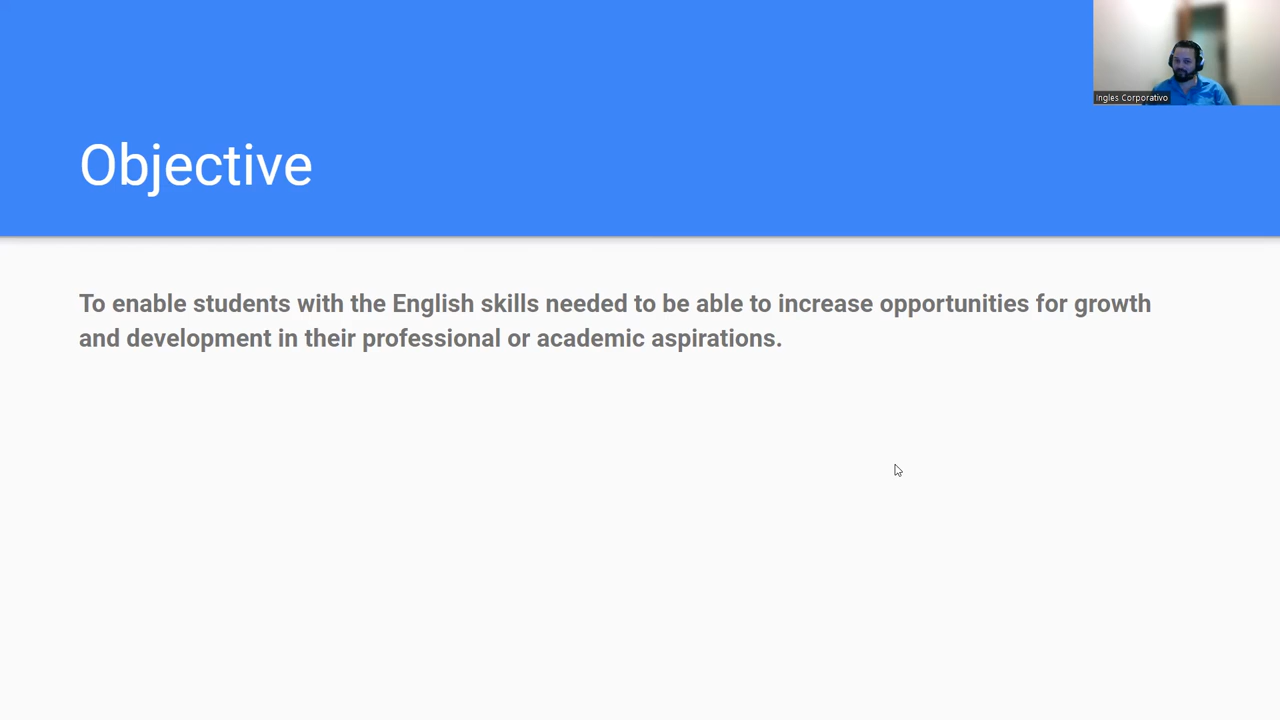 Ingles Corporativo
Objective
To enable students with the English skills needed to be able to increase opportunities for growth
and development in their professional or academic aspirations.